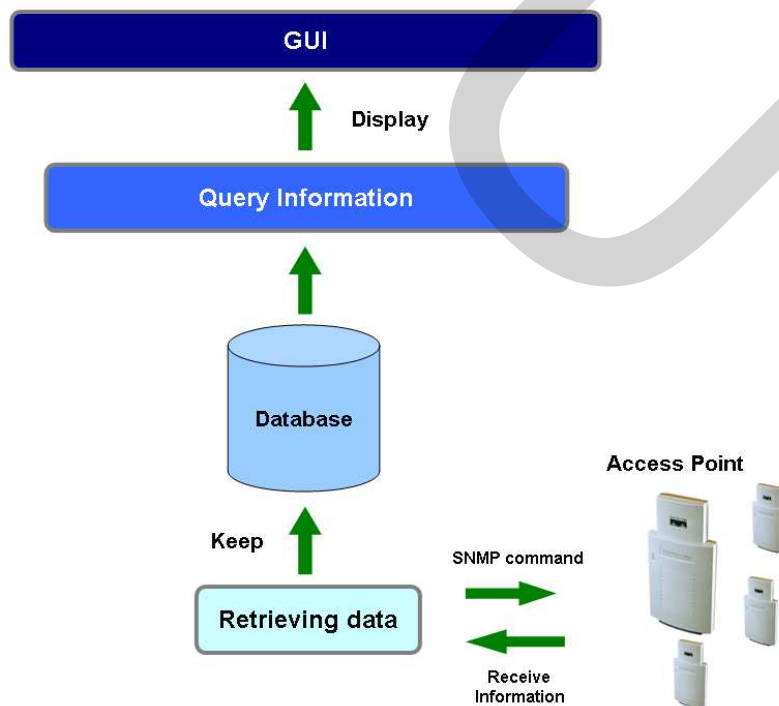 GUI
Display
Query Information
Database
Access Point
Keep
SNMP command
Retrieving data
Receive
Information